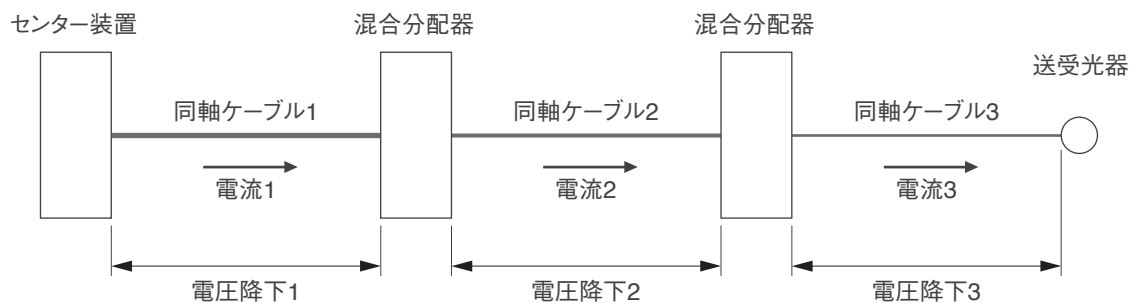 センター装置
混合分配器
混合分配器
送受光器
同軸ケーブル1
同軸ケーブル2
同軸ケーブル3
電流1
電流2
電流3
電圧降下1
電圧降下2
電圧降下3